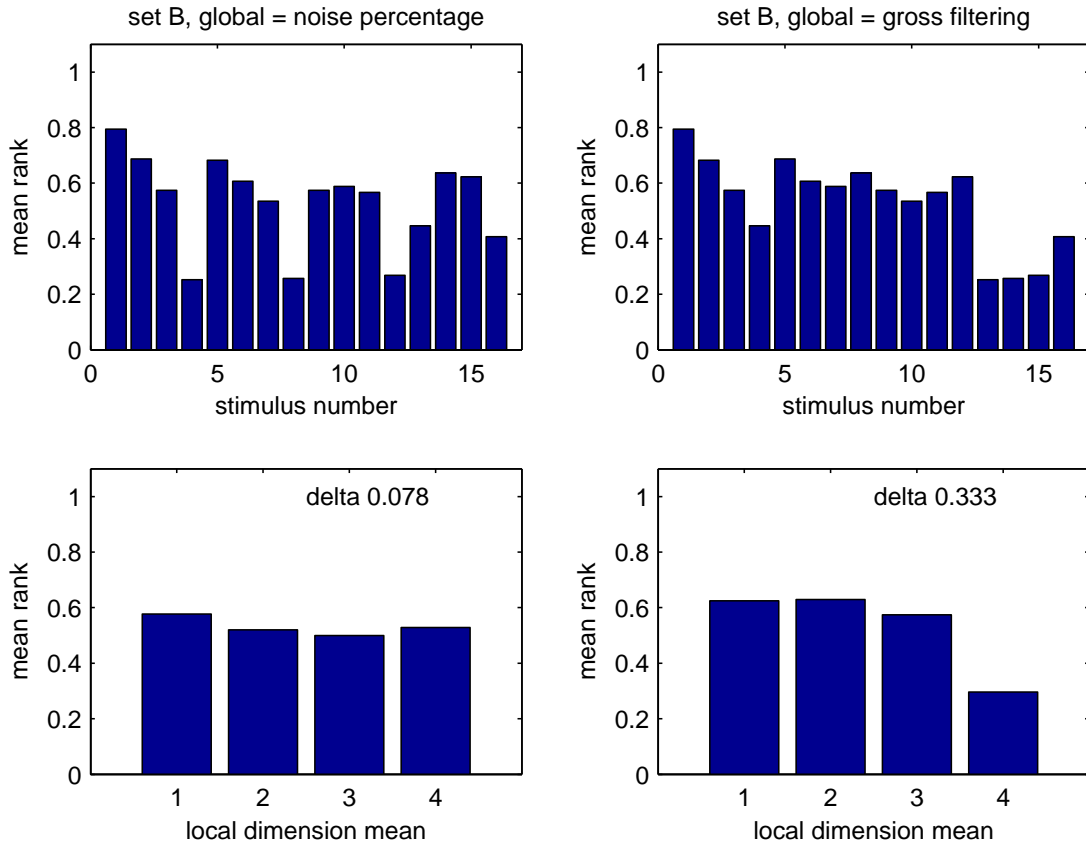 set B, global = noise percentage
1
0.8
0.6
0.4
0.2
0
mean rank
0 5 10 15
stimulus number
set B, global = gross filtering
1
0.8
0.6
0.4
0.2
0
mean rank
0 5 10 15
stimulus number
delta 0.078
1
0.8
0.6
0.4
0.2
0
mean rank
1 2 3 4
local dimension mean
delta 0.333
1
0.8
0.6
0.4
0.2
0
mean rank
1 2 3 4
local dimension mean